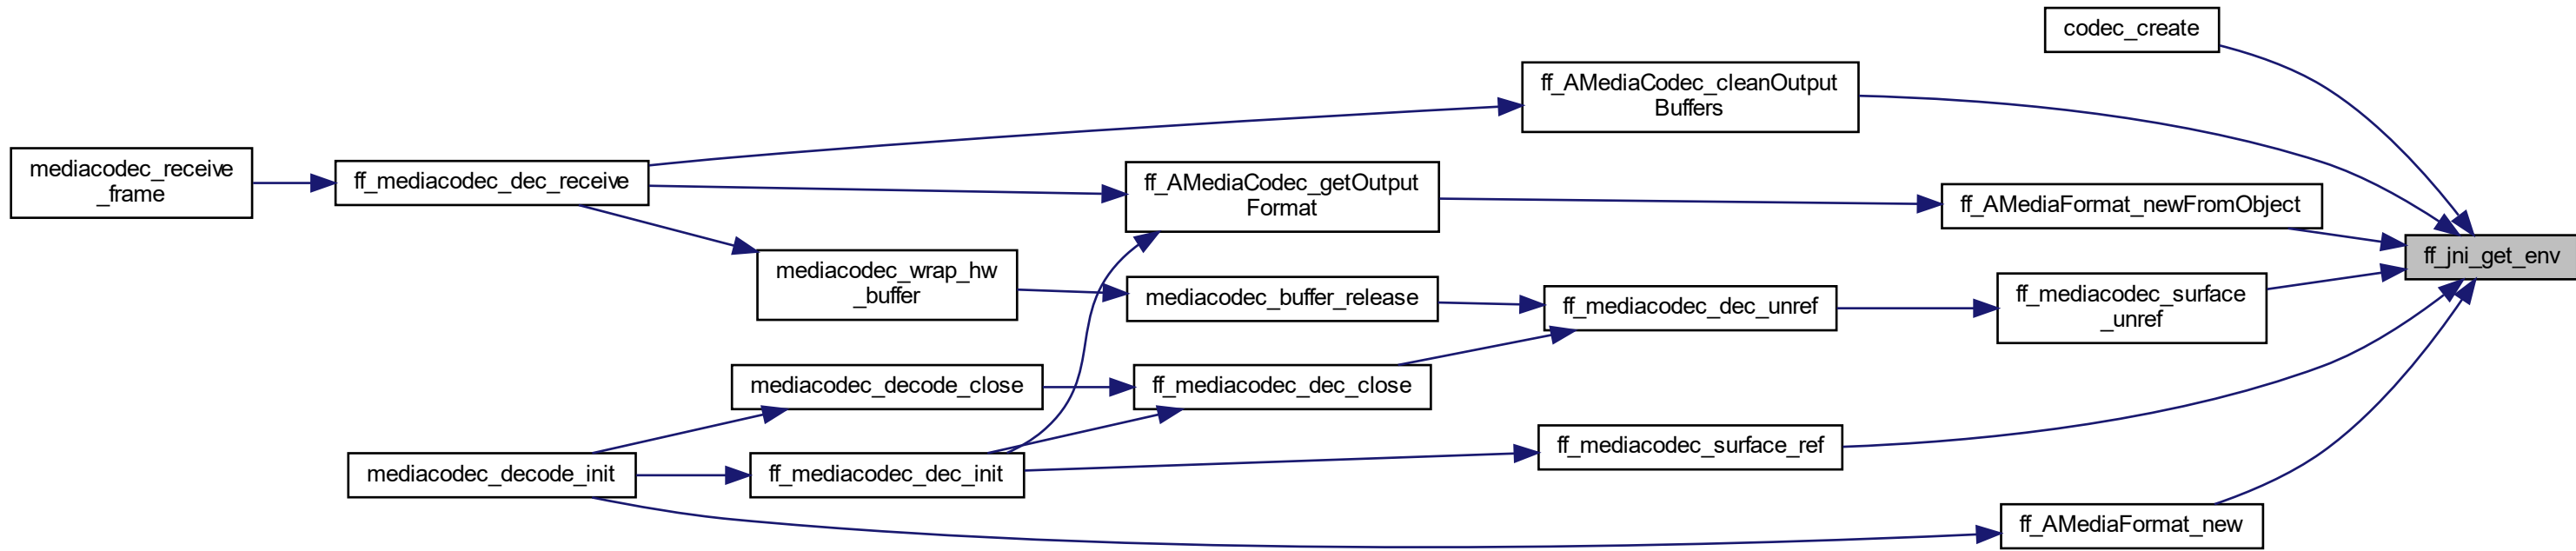 codec_create
ff_AMediaCodec_cleanOutput
Buffers
mediacodec_receive
_frame
ff_mediacodec_dec_receive
ff_AMediaCodec_getOutput
Format
ff_AMediaFormat_newFromObject
ff_jni_get_env
mediacodec_wrap_hw
_buffer
mediacodec_buffer_release
ff_mediacodec_dec_unref
ff_mediacodec_surface
_unref
mediacodec_decode_close
ff_mediacodec_dec_close
ff_mediacodec_surface_ref
mediacodec_decode_init
ff_mediacodec_dec_init
ff_AMediaFormat_new